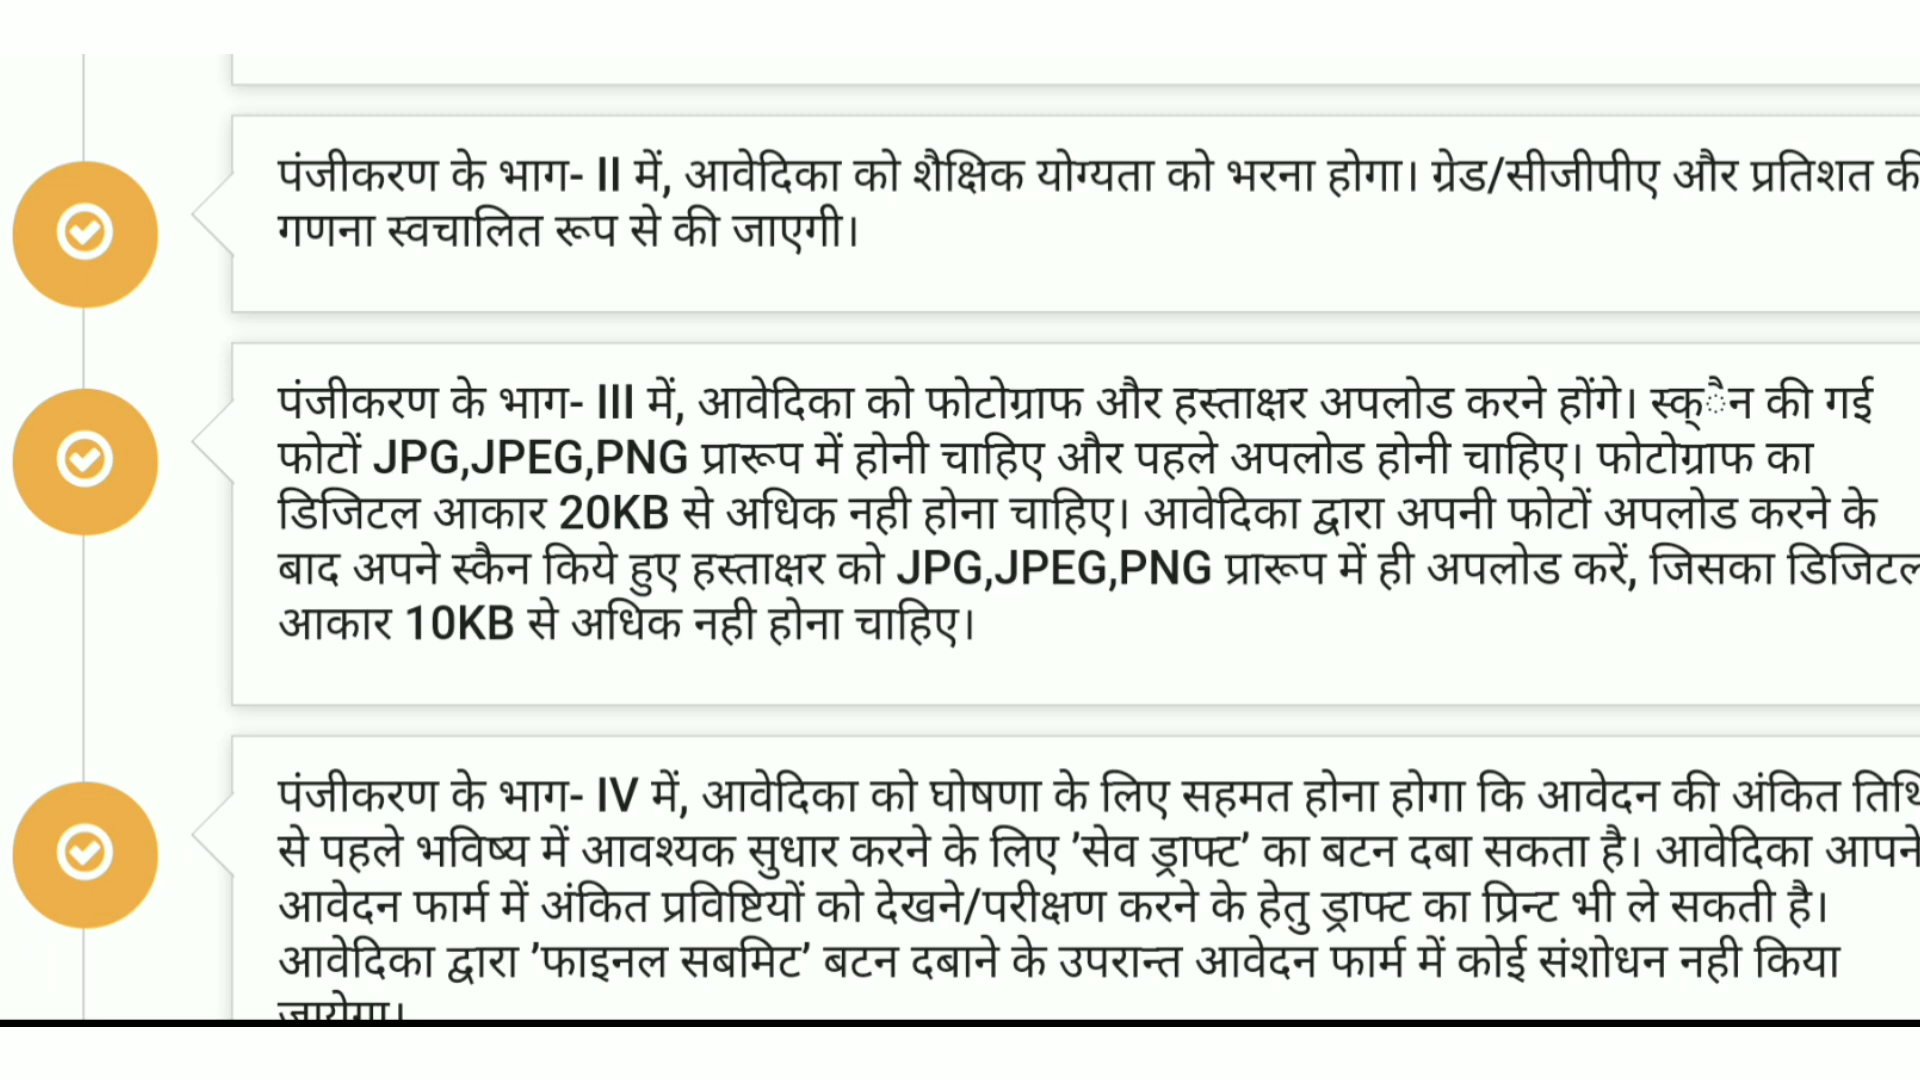 पंजीकरण के भाग- II में, आवेदिका को शैक्षिक योग्यता को भरना होगा। ग्रेड/सीजीपीए और प्रतिशत की
गणना स्वचालित रूप से की जाएगी।
पंजीकरण के भाग- III में, आवेदिका को फोटोग्राफ और हस्ताक्षर अपलोड करने होंगे। स्क्ैन की गई
फोटों JPG,JPEG,PNG प्रारूप में होनी चाहिए और पहले अपलोड होनी चाहिए। फोटोग्राफ का
डिजिटल आकार 20KB से अधिक नही होना चाहिए। आवेदिका द्वारा अपनी फोटों अपलोड करने के
बाद अपने स्कैन किये हुए हस्ताक्षर को JPG,JPEG,PNG प्रारूप में ही अपलोड करें, जिसका डिजिटल
आकार 10KB से अधिक नही होना चाहिए।
पंजीकरण के भाग- IV में, आवेदिका को घोषणा के लिए सहमत होना होगा कि आवेदन की अंकित तिथि
से पहले भविष्य में आवश्यक सुधार करने के लिए ’सेव ड्राफ्ट’ का बटन दबा सकता है। आवेदिका आपने
आवेदन फार्म में अंकित प्रविष्टियों को देखने/परीक्षण करने के हेतु ड्राफ्ट का प्रिन्ट भी ले सकती है।
आवेदिका द्वारा ’फाइनल सबमिट’ बटन दबाने के उपरान्त आवेदन फार्म में कोई संशोधन नही किया
जायेगा।